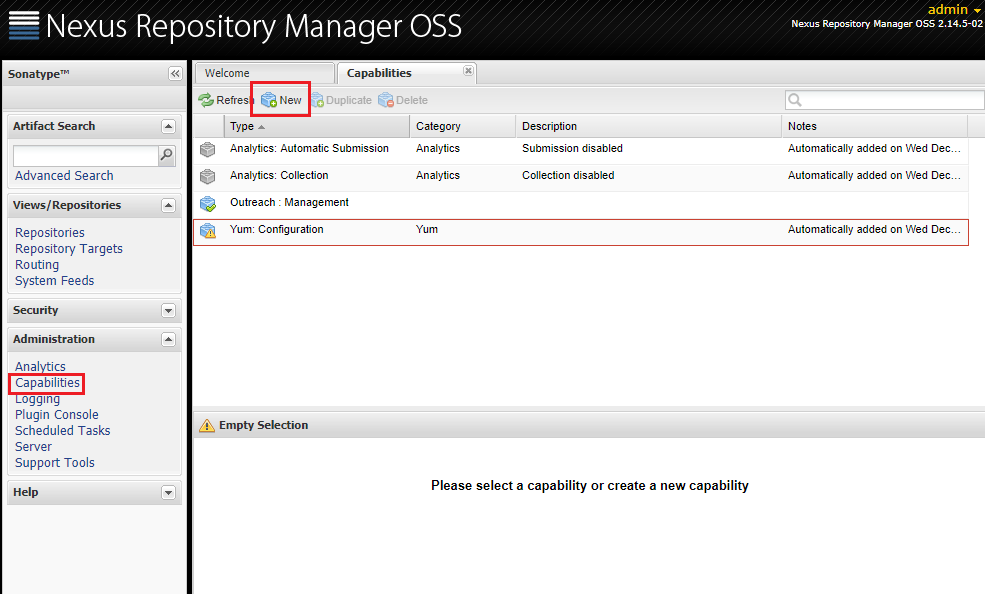 Nexus Repository Manager OSS
admin
Nexus Repository Manager OSS 2.14.5-02
Sonatype™
Welcome
Capabilities
Refresh
New
Duplicate
Delete
Artifact Search
Advanced Search
Views/Repositories
Repositories
Repository Targets
Routing
System Feeds
Security
Administration
Analytics
Capabilities
Logging
Plugin Console
Scheduled Tasks
Server
Support Tools
Help
Type Category Description Notes
Analytics: Automatic Submission Analytics Submission disabled Automatically added on Wed Dec...
Analytics: Collection Analytics Collection disabled Automatically added on Wed Dec...
Outreach : Management
Yum: Configuration Yum Automatically added on Wed Dec...
Empty Selection
Please select a capability or create a new capability